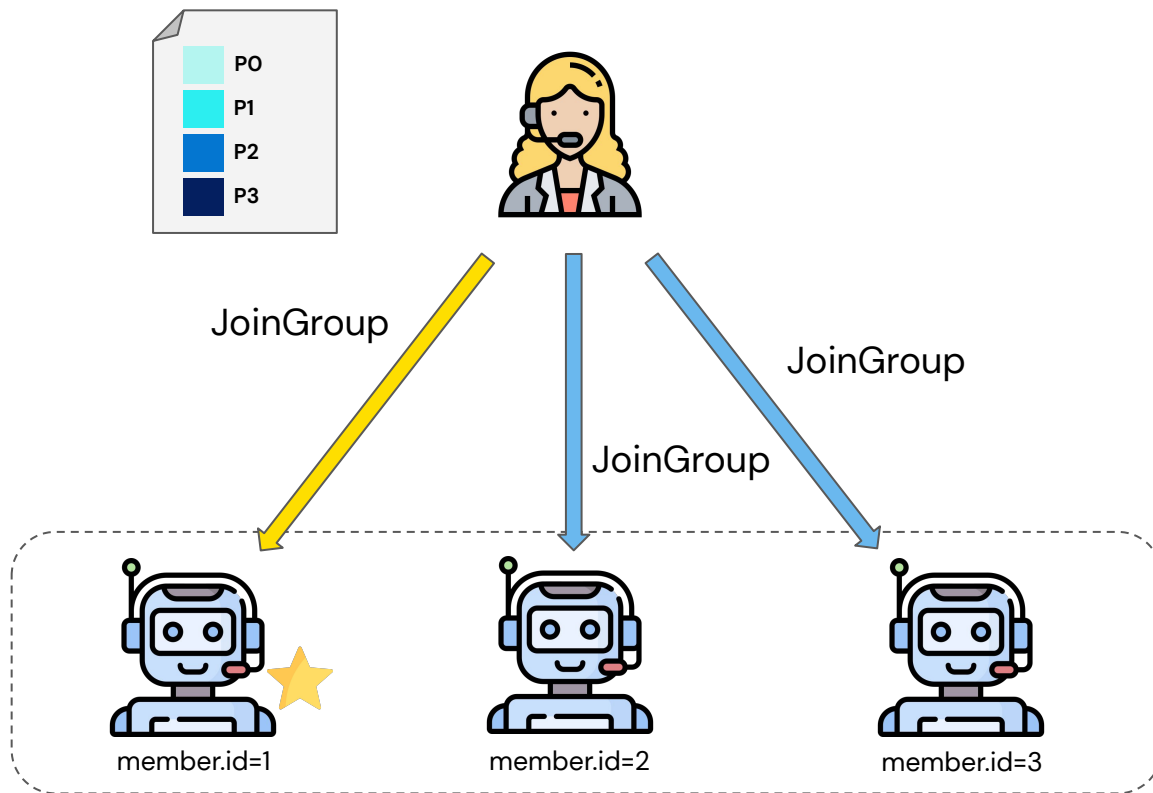 P0
P1
P2
P3
JoinGroup
JoinGroup
JoinGroup
member.id=1
member.id=2
member.id=3